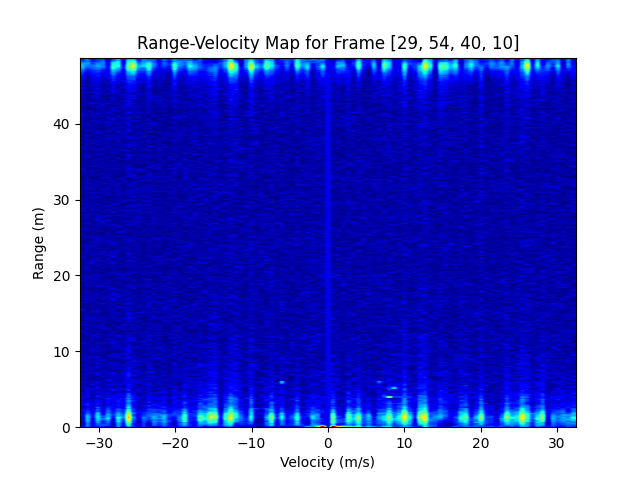 Range-Velocity Map for Frame [29, 54, 40, 10]
Range (m)
40
30
20
10
0
−30 −20 −10 0 10 20 30
Velocity (m/s)